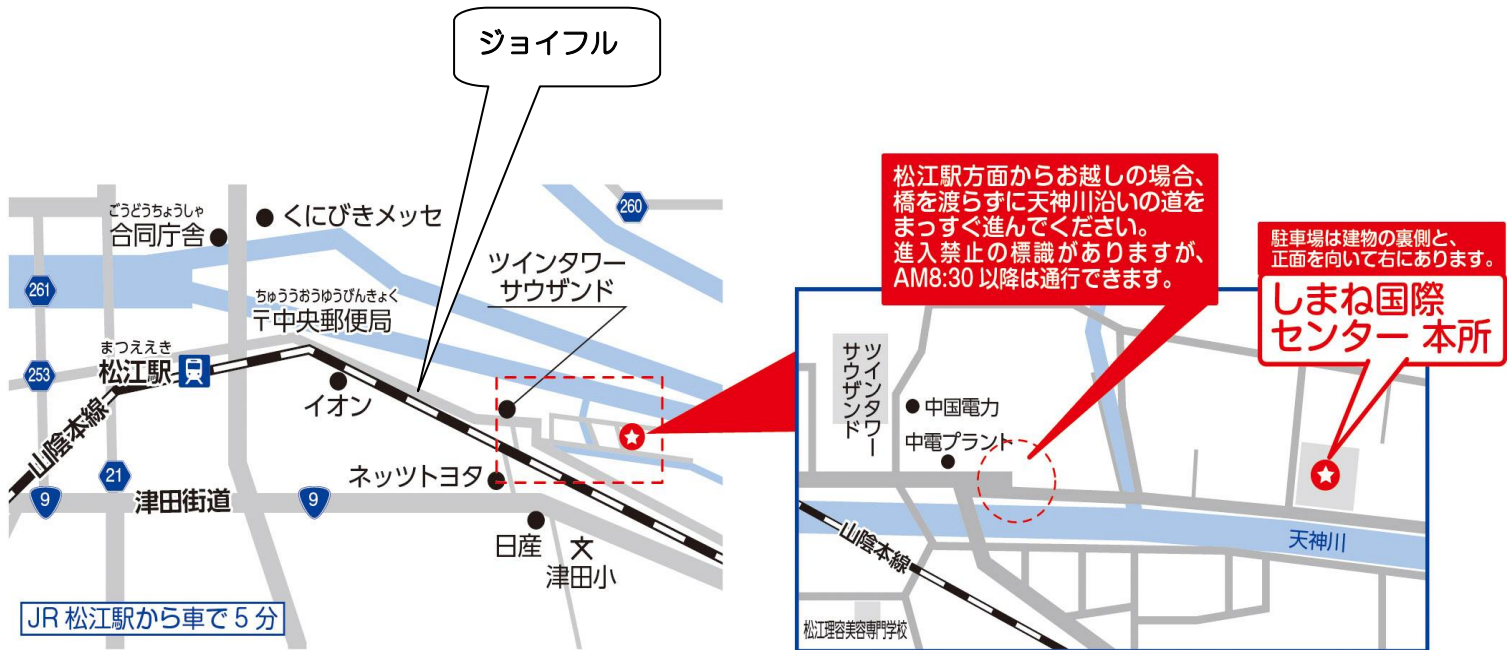 ジョイフル
ごうどうちょうしゃ
合同庁舎
くにびきメッセ
260
ツインタワー
サウザンド
261
ちゅううおうゆうびんきょく
〒中央郵便局
まつええき
松江駅
253
イオン
山陰本線
21
ネッツトヨタ
9
津田街道
9
日産
文
津田小
JR 松江駅から車で 5 分
松江駅方面からお越しの場合、
橋を渡らずに天神川沿いの道を
まっすぐ進んでください。
進入禁止の標識がありますが、
AM8:30 以降は通行できます。
駐車場は建物の裏側と、
正面を向いて右にあります。
しまね国際
センター 本所
ツインタワー
サウザンド
中国電力
中電プラント
天神川
山陰本線
松江理容美容専門学校